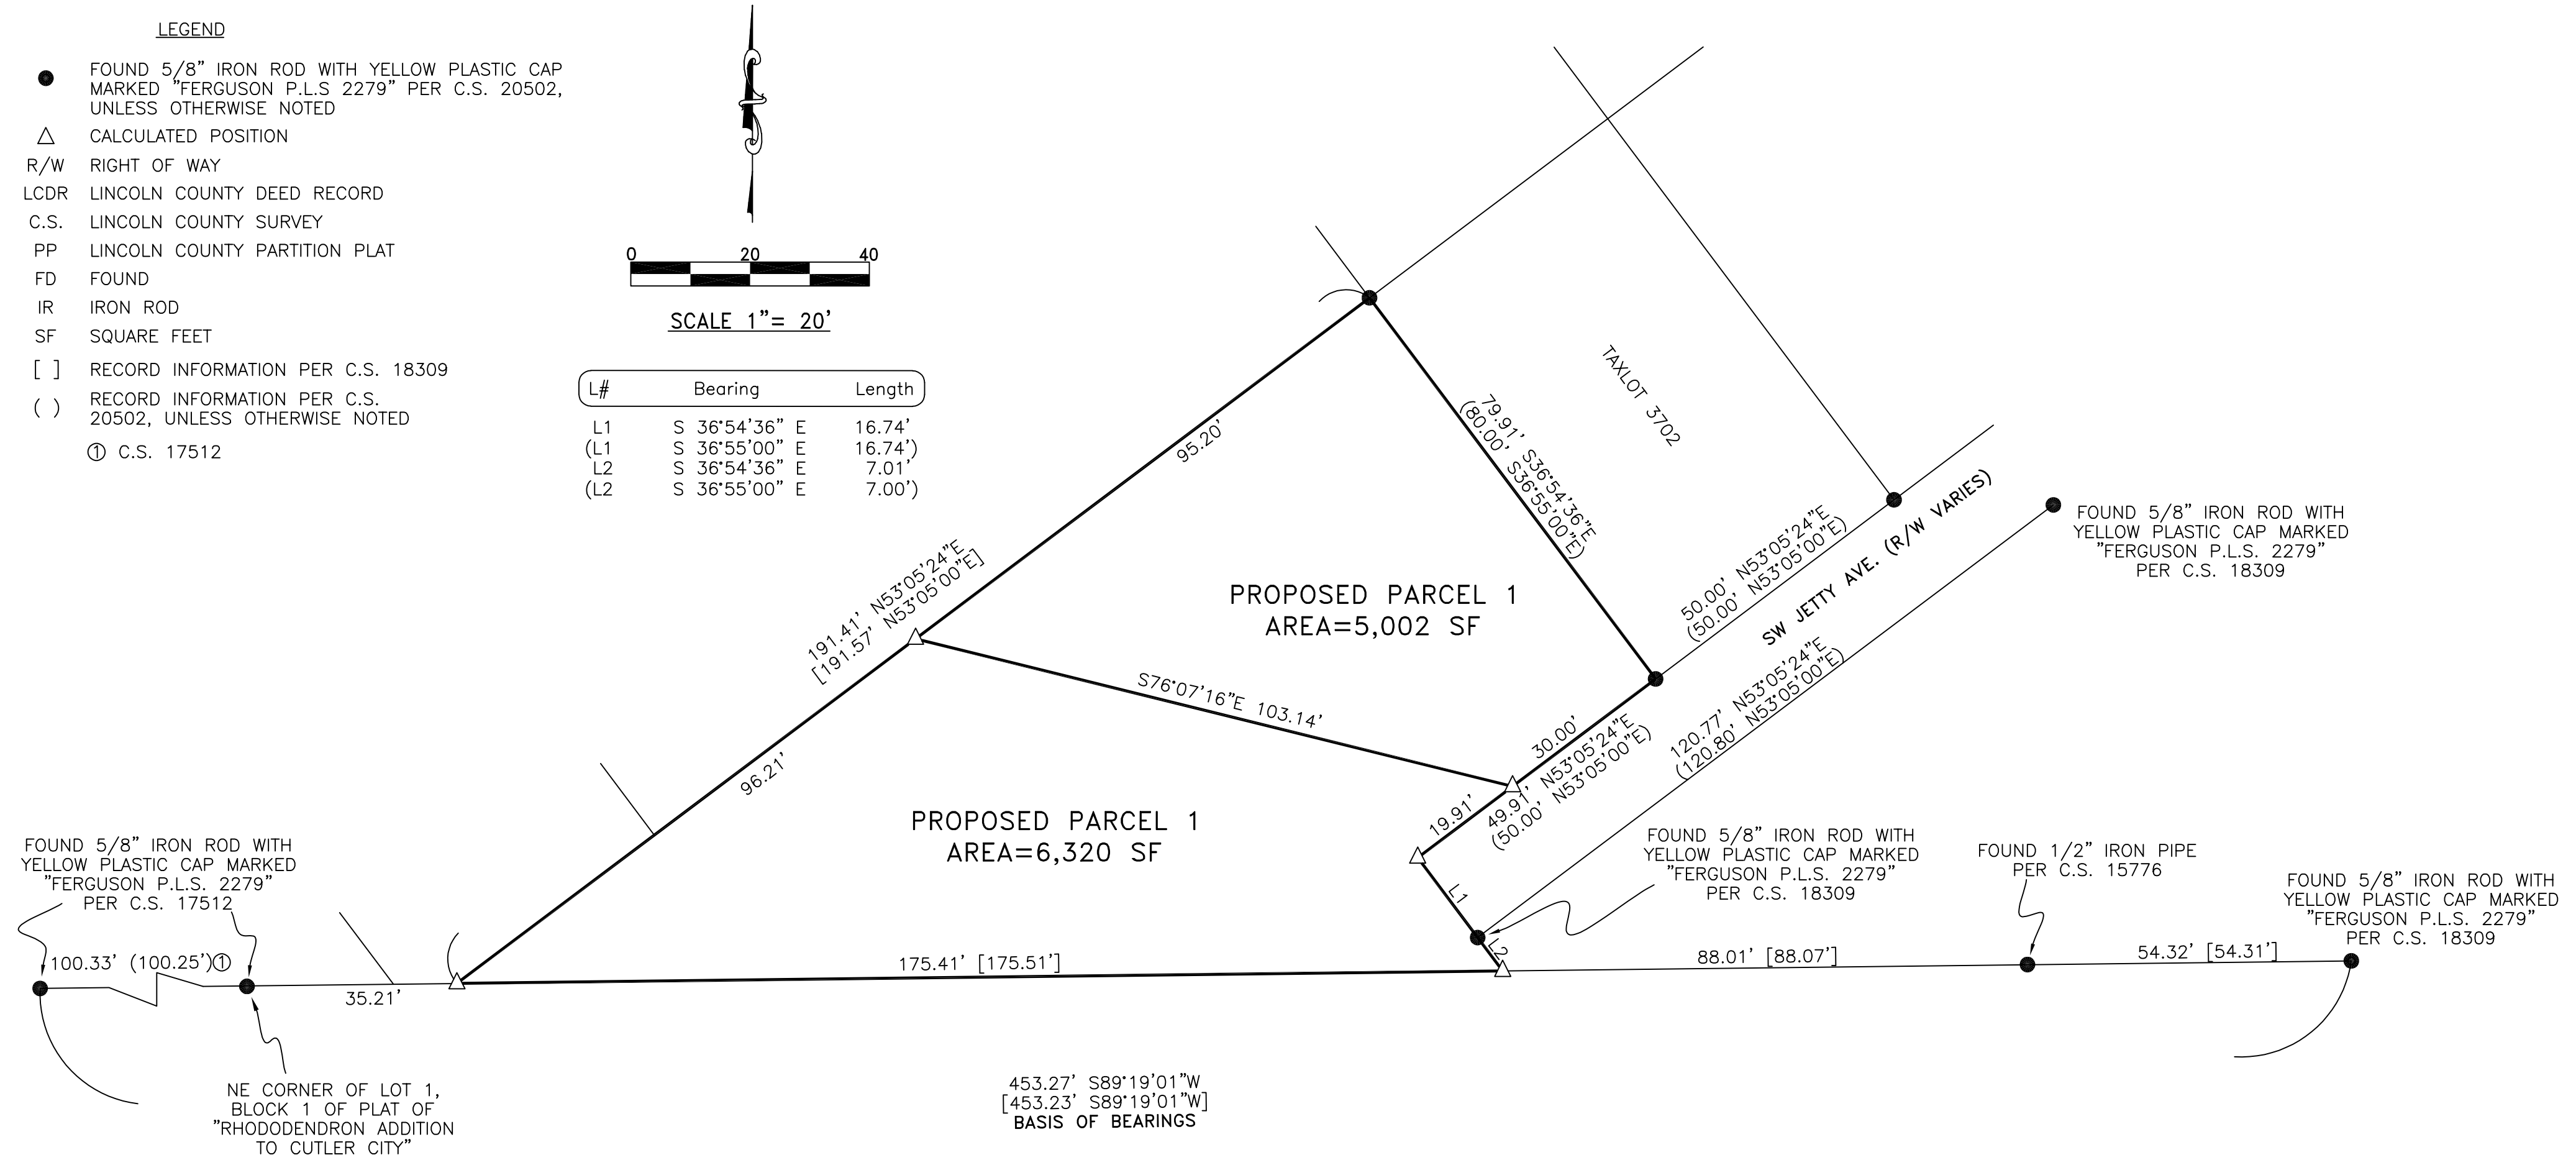 LEGEND
FOUND 5/8" IRON ROD WITH YELLOW PLASTIC CAP
MARKED "FERGUSON P.L.S 2279" PER C.S. 20502,
UNLESS OTHERWISE NOTED
CALCULATED POSITION
R/W RIGHT OF WAY
LCDR LINCOLN COUNTY DEED RECORD
C.S. LINCOLN COUNTY SURVEY
PP LINCOLN COUNTY PARTITION PLAT
FD FOUND
IR IRON ROD
SF SQUARE FEET
[ ] RECORD INFORMATION PER C.S. 18309
( ) RECORD INFORMATION PER C.S.
20502, UNLESS OTHERWISE NOTED
① C.S. 17512
0 20 40
SCALE 1"= 20'
L# Bearing Length
L1 S 36°54'36" E 16.74'
(L1 S 36°55'00" E 16.74')
L2 S 36°54'36" E 7.01'
(L2 S 36°55'00" E 7.00')
TAXLOT 3702
95.20'
79.91' S36°54'36"E
(80.00' S36°55'00"E)
191.41' N53°05'24"E
[191.57' N53°05'00"E]
50.00' N53°05'24"E
(50.00' N53°05'00"E)
SW JETTY AVE. (R/W VARIES)
FOUND 5/8" IRON ROD WITH
YELLOW PLASTIC CAP MARKED
"FERGUSON P.L.S. 2279"
PER C.S. 18309
PROPOSED PARCEL 1
AREA=5,002 SF
S76°07'16"E 103.14'
30.00'
49.91' N53°05'24"E
(50.00' N53°05'00"E)
120.77' N53°05'24"E
(120.80' N53°05'00"E)
96.21'
19.91'
PROPOSED PARCEL 1
AREA=6,320 SF
L1
L2
FOUND 5/8" IRON ROD WITH
YELLOW PLASTIC CAP MARKED
"FERGUSON P.L.S. 2279"
PER C.S. 17512
FOUND 5/8" IRON ROD WITH
YELLOW PLASTIC CAP MARKED
"FERGUSON P.L.S. 2279"
PER C.S. 18309
FOUND 1/2" IRON PIPE
PER C.S. 15776
FOUND 5/8" IRON ROD WITH
YELLOW PLASTIC CAP MARKED
"FERGUSON P.L.S. 2279"
PER C.S. 18309
100.33' (100.25')①
35.21'
175.41' [175.51']
88.01' [88.07']
54.32' [54.31']
NE CORNER OF LOT 1,
BLOCK 1 OF PLAT OF
"RHODODENDRON ADDITION
TO CUTLER CITY"
453.27' S89°19'01"W
[453.23' S89°19'01"W]
BASIS OF BEARINGS